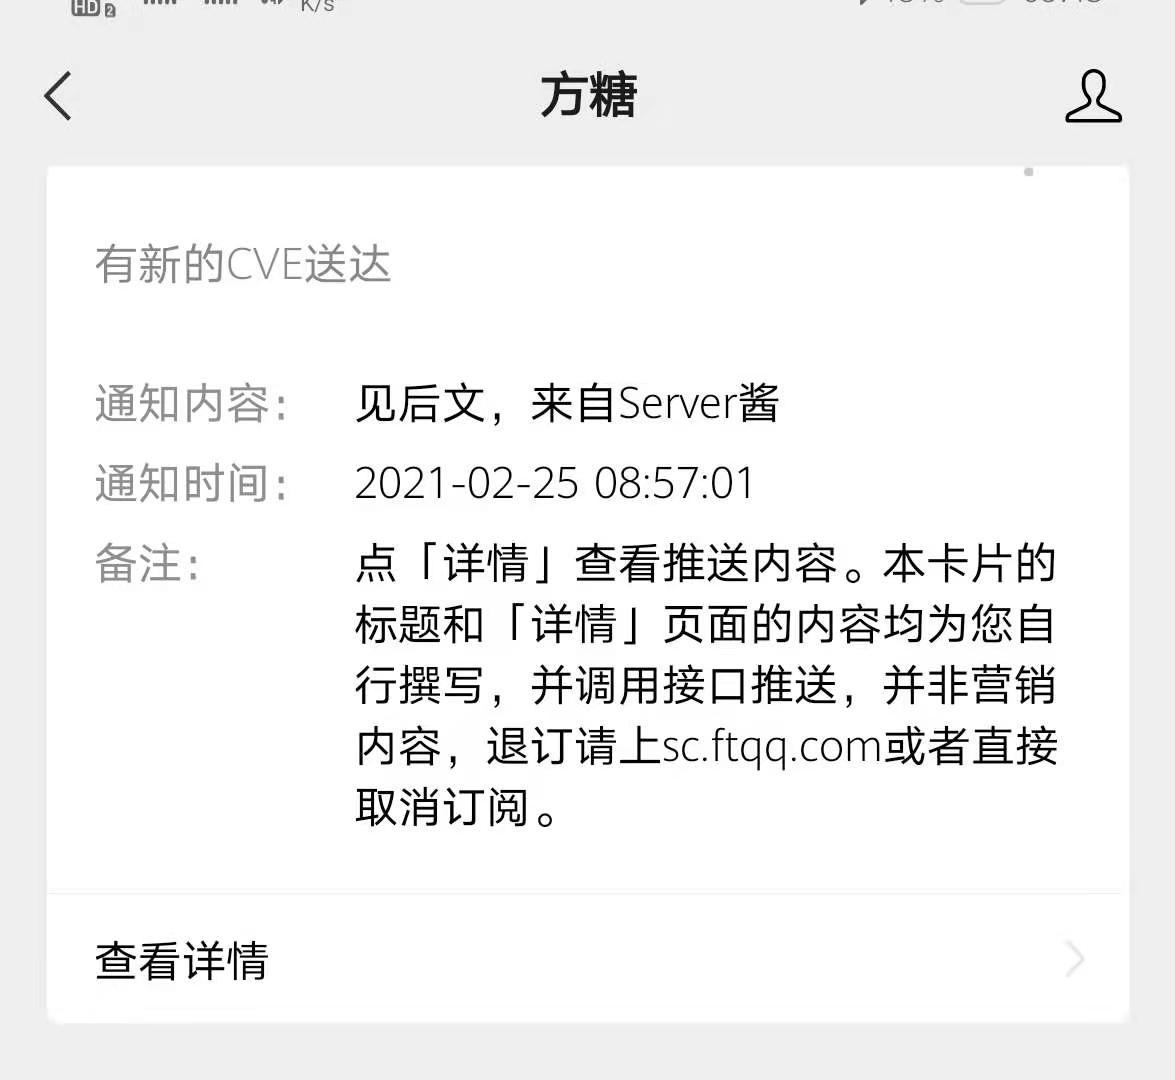 HD 2
K/s
方糖
有新的CVE送达
通知内容： 见后文，来自Server酱
通知时间： 2021-02-25 08:57:01
备注： 点「详情」查看推送内容。本卡片的
标题和「详情」页面的内容均为您自
行撰写，并调用接口推送，并非营销
内容，退订请上sc.ftqq.com或者直接
取消订阅。
查看详情